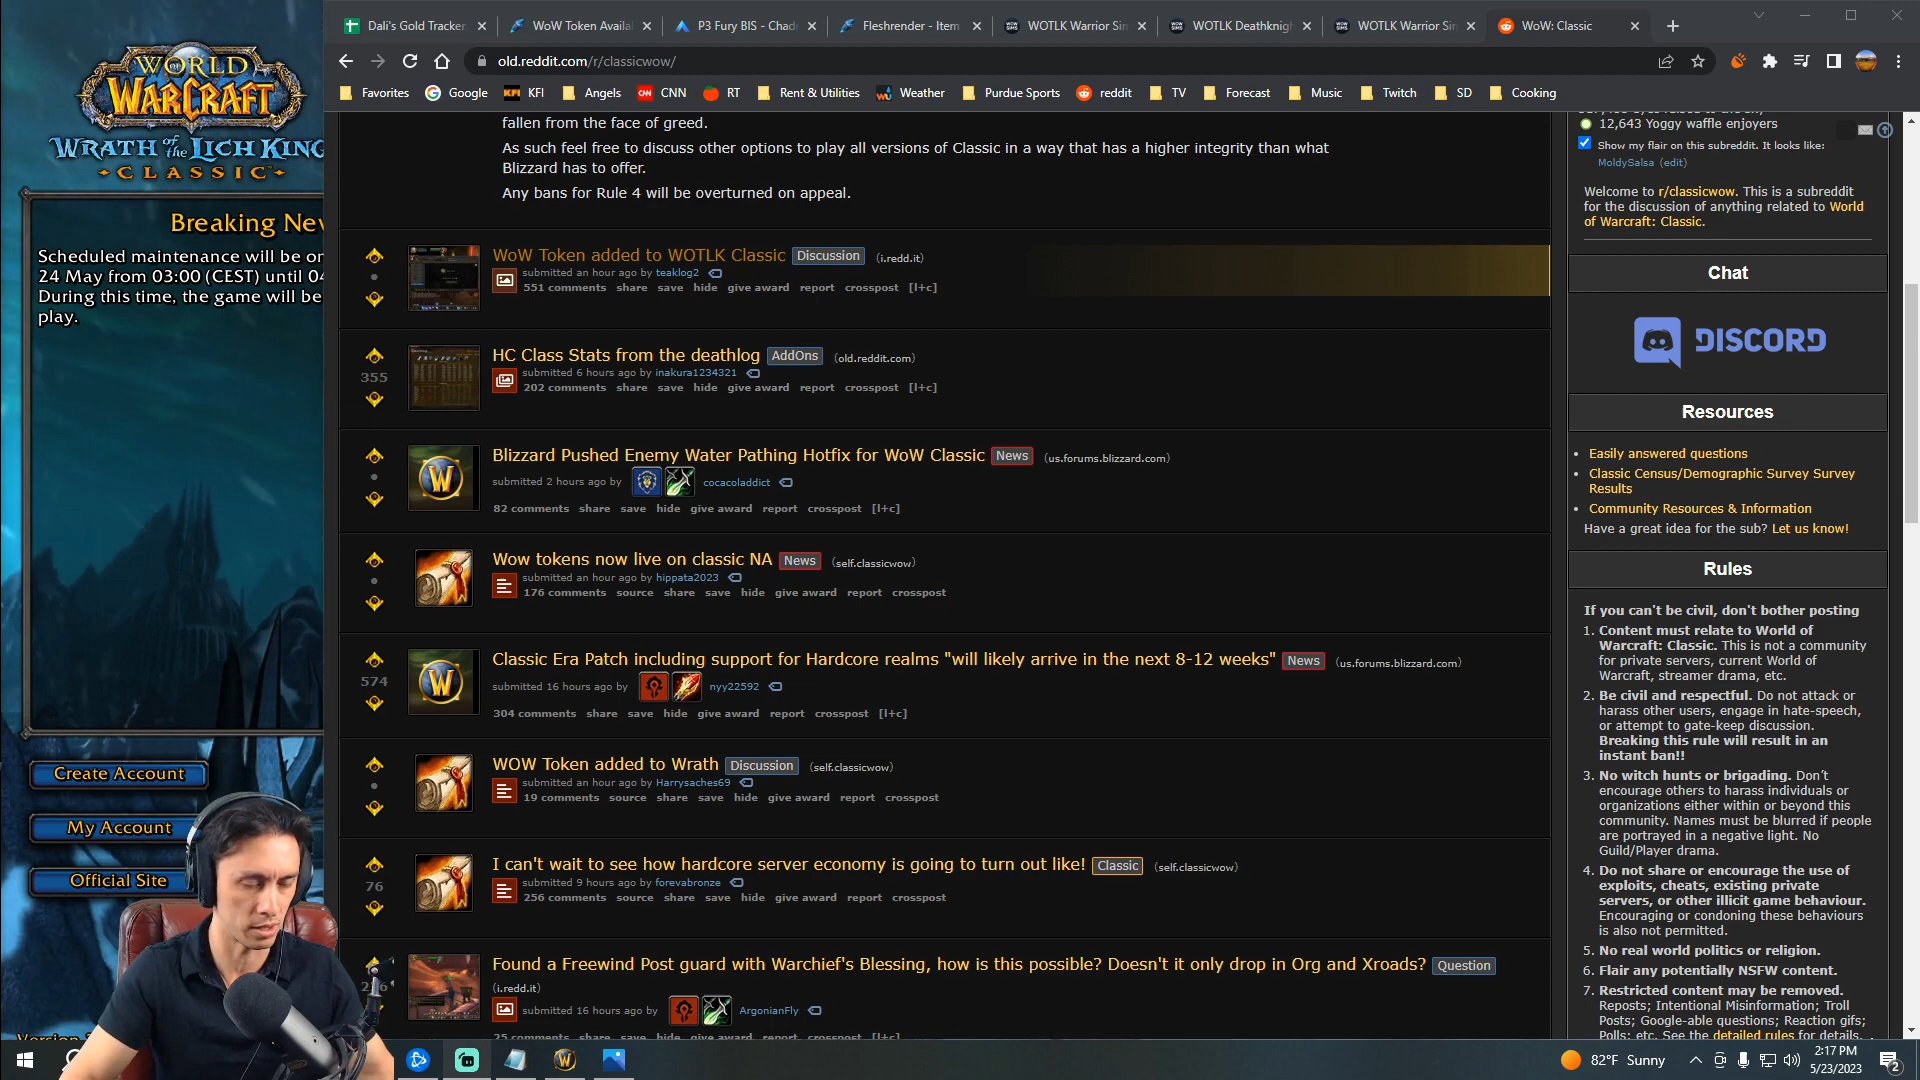 Dali's Gold Tracker
WoW Token Availa
P3 Fury BIS - Chad
Fleshrender - Item
WOTLK Warrior Sim
WOTLK Deathknigh
WOTLK Warrior Sim
WoW: Classic
old.reddit.com/r/classicwow/
Favorites
Google
KFI
Angels
CNN
RT
Rent & Utilities
Weather
Purdue Sports
reddit
TV
Forecast
Music
Twitch
SD
Cooking
WORLD
OF
WARCRAFT
WRATH OF THE LICH KING
CLASSIC
Breaking Nev
Scheduled maintenance will be or
24 May from 03:00 (CEST) until 04
During this time, the game will be
play.
Create Account
My Account
Official Site
fallen from the face of greed.
As such feel free to discuss other options to play all versions of Classic in a way that has a higher integrity than what
Blizzard has to offer.
Any bans for Rule 4 will be overturned on appeal.
WoW Token added to WOTLK Classic Discussion (i.redd.it)
submitted an hour ago by teaklog2
551 comments share save hide give award report crosspost [l+c]
355
HC Class Stats from the deathlog AddOns (old.reddit.com)
submitted 6 hours ago by inakura1234321
202 comments share save hide give award report crosspost [l+c]
Blizzard Pushed Enemy Water Pathing Hotfix for WoW Classic News (us.forums.blizzard.com)
submitted 2 hours ago by cocacoladdict
82 comments share save hide give award report crosspost [l+c]
Wow tokens now live on classic NA News (self.classicwow)
submitted an hour ago by hippata2023
176 comments source share save hide give award report crosspost
574
Classic Era Patch including support for Hardcore realms "will likely arrive in the next 8-12 weeks" News (us.forums.blizzard.com)
submitted 16 hours ago by nyy22592
304 comments share save hide give award report crosspost [l+c]
WOW Token added to Wrath Discussion (self.classicwow)
submitted an hour ago by Harrysaches69
19 comments source share save hide give award report crosspost
76
I can't wait to see how hardcore server economy is going to turn out like! Classic (self.classicwow)
submitted 9 hours ago by forevabronze
256 comments source share save hide give award report crosspost
Found a Freewind Post guard with Warchief's Blessing, how is this possible? Doesn't it only drop in Org and Xroads? Question
(i.redd.it)
submitted 16 hours ago by ArgonianFly
25 comments share save hide give award report crosspost [l+c]
12,643 Yoggy waffle enjoyers
Show my flair on this subreddit. It looks like:
MoldySalsa (edit)
Welcome to r/classicwow. This is a subreddit
for the discussion of anything related to World
of Warcraft: Classic.
Chat
DISCORD
Resources
• Easily answered questions
• Classic Census/Demographic Survey Survey
Results
• Community Resources & Information
Have a great idea for the sub? Let us know!
Rules
If you can't be civil, don't bother posting
1. Content must relate to World of
Warcraft: Classic. This is not a community
for private servers, current World of
Warcraft, streamer drama, etc.
2. Be civil and respectful. Do not attack or
harass other users, engage in hate-speech,
or attempt to gate-keep discussion.
Breaking this rule will result in an
instant ban!!
3. No witch hunts or brigading. Don't
encourage others to harass individuals or
organizations either within or beyond this
community. Names must be blurred if people
are portrayed in a negative light. No
Guild/Player drama.
4. Do not share or encourage the use of
exploits, cheats, existing private
servers, or other illicit game behaviour.
Encouraging or condoning these behaviours
is also not permitted.
5. No real world politics or religion.
6. Flair any potentially NSFW content.
7. Restricted content may be removed.
Reposts; Intentional Misinformation; Troll
Posts; Google-able questions; Reaction gifs;
Polls; etc. See the detailed rules for details.
82°F Sunny
2:17 PM
5/23/2023
2